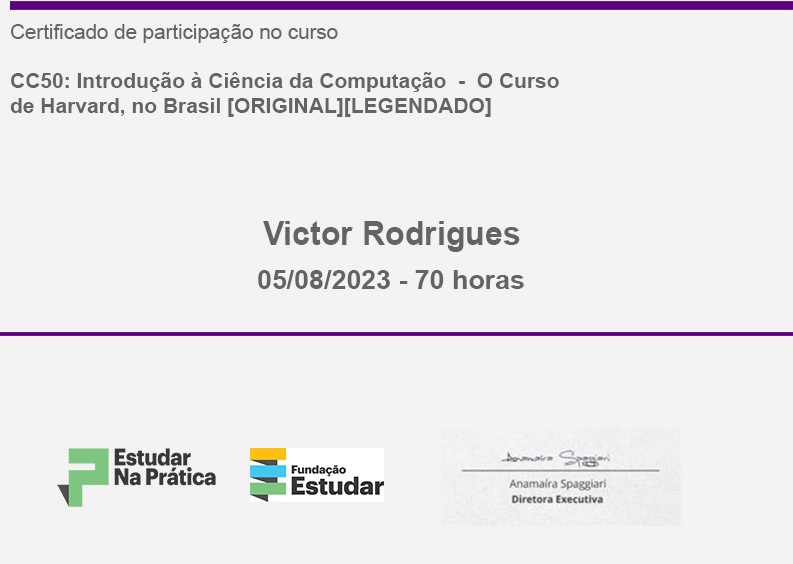 Certificado de participação no curso
CC50: Introdução à Ciência da Computação - O Curso
de Harvard, no Brasil [ORIGINAL][LEGENDADO]
Victor Rodrigues
05/08/2023 - 70 horas
Estudar
Na Prática
Fundação
Estudar
Anamaíra Spaggiari
Anamaíra Spaggiari
Diretora Executiva